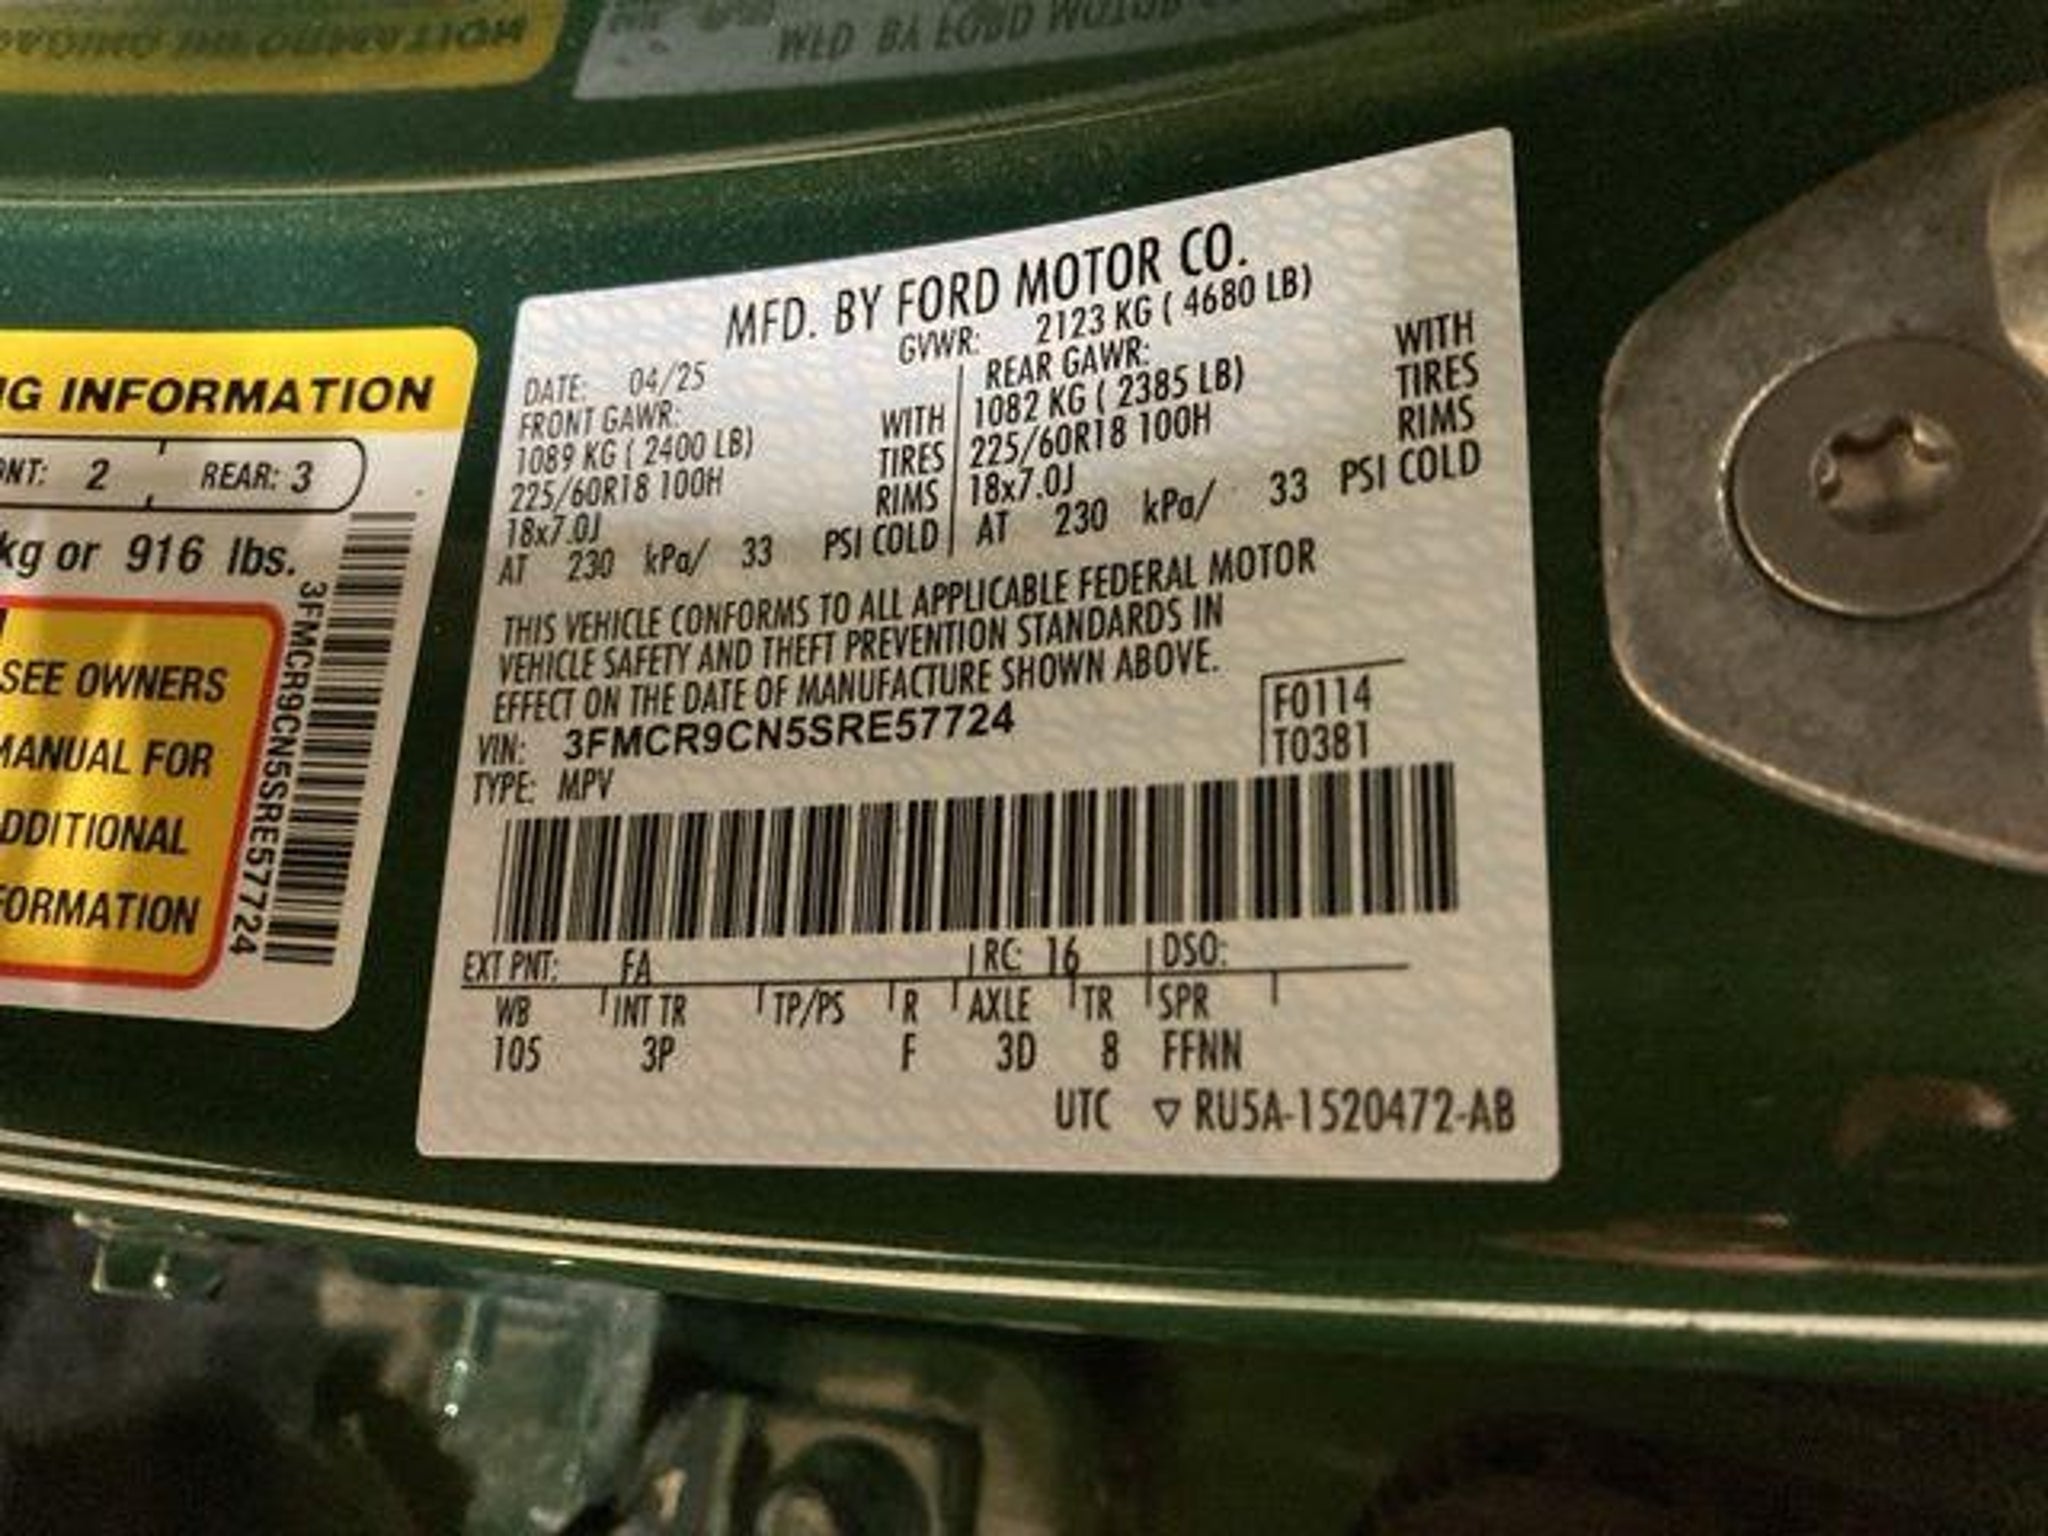 WLD BA LOBD WOTOB
NG INFORMATION
NT: 2 REAR: 3
kg or 916 lbs.
SEE OWNERS
MANUAL FOR
DDITIONAL
FORMATION
3FMCR9CN5SRE57724
MFD. BY FORD MOTOR CO.
DATE: 04/25 GVWR: 2123 KG ( 4680 LB)
FRONT GAWR: REAR GAWR:
1089 KG ( 2400 LB) WITH 1082 KG ( 2385 LB) WITH
225/60R18 100H TIRES 225/60R18 100H TIRES
18x7.0J RIMS 18x7.0J RIMS
AT 230 kPa/ 33 PSI COLD AT 230 kPa/ 33 PSI COLD
THIS VEHICLE CONFORMS TO ALL APPLICABLE FEDERAL MOTOR
VEHICLE SAFETY AND THEFT PREVENTION STANDARDS IN
EFFECT ON THE DATE OF MANUFACTURE SHOWN ABOVE.
VIN: 3FMCR9CN5SRE57724 F0114
TYPE: MPV T0381
EXT PNT: FA RC: 16 DSO:
WB INT TR TP/PS R AXLE TR SPR
105 3P F 3D 8 FFNN
UTC ▽ RU5A-1520472-AB